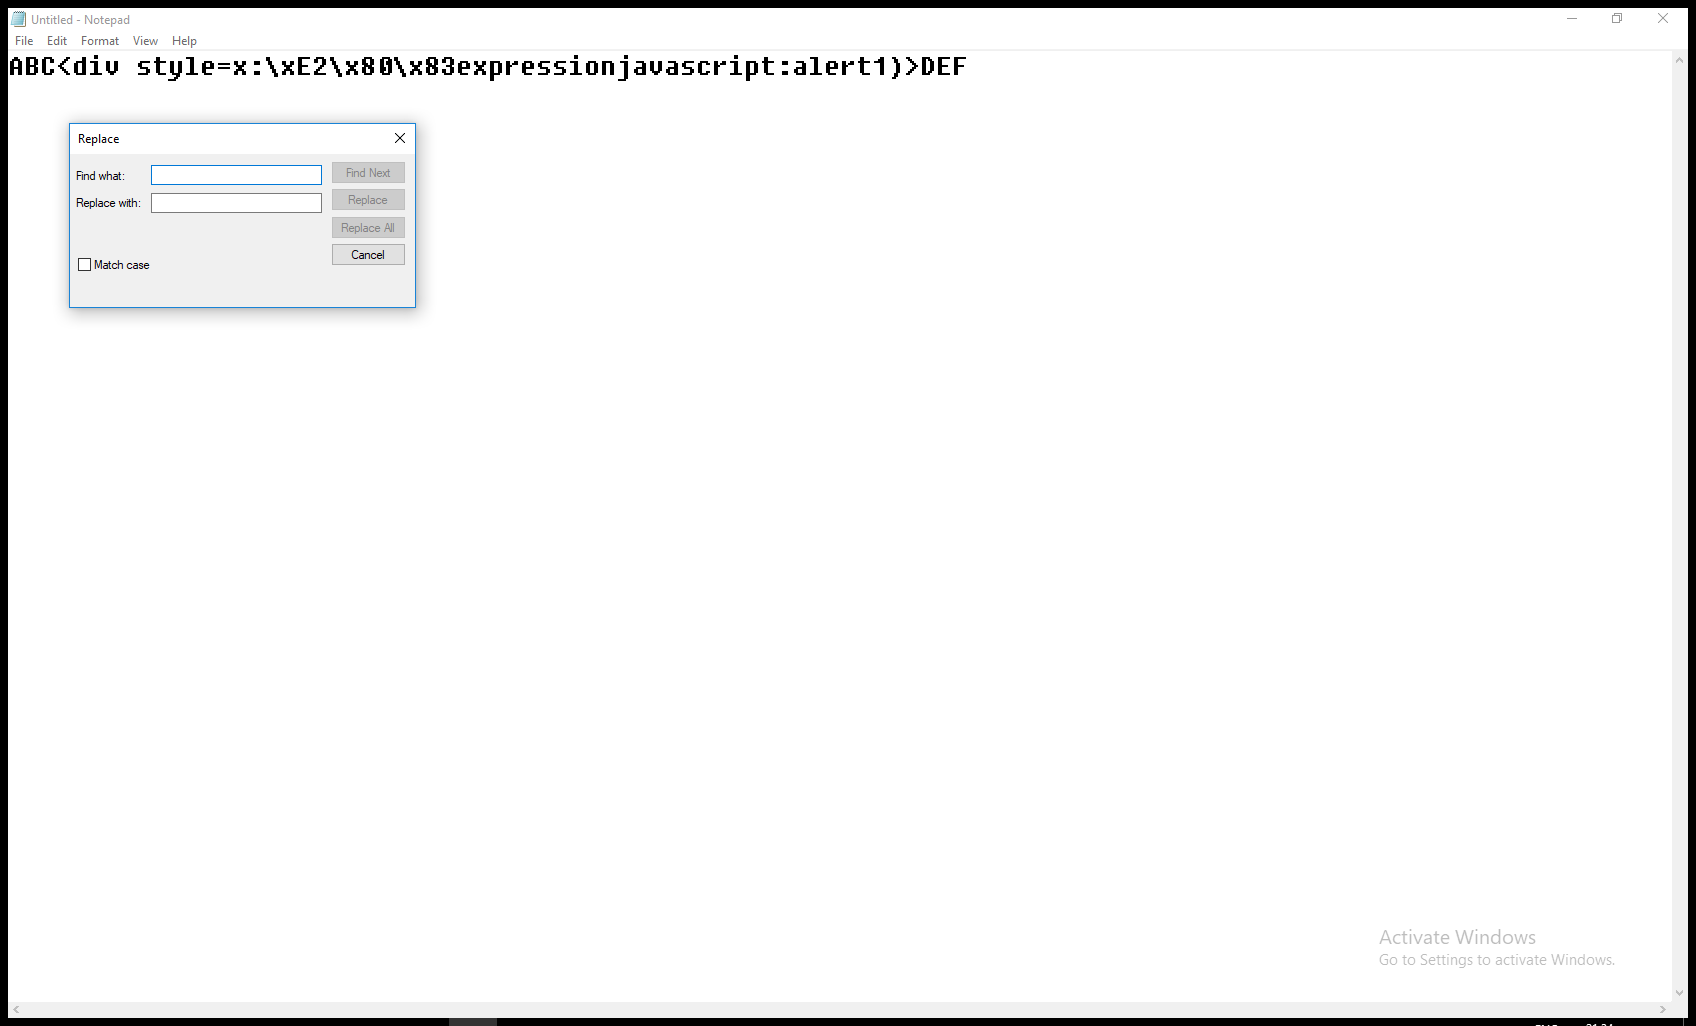 Untitled - Notepad
File Edit Format View Help
ABC<div style=x:\xE2\x80\x83expressionjavascript:alert1)>DEF
Replace
Find what:
Find Next
Replace with:
Replace
Replace All
Cancel
Match case
Activate Windows
Go to Settings to activate Windows.